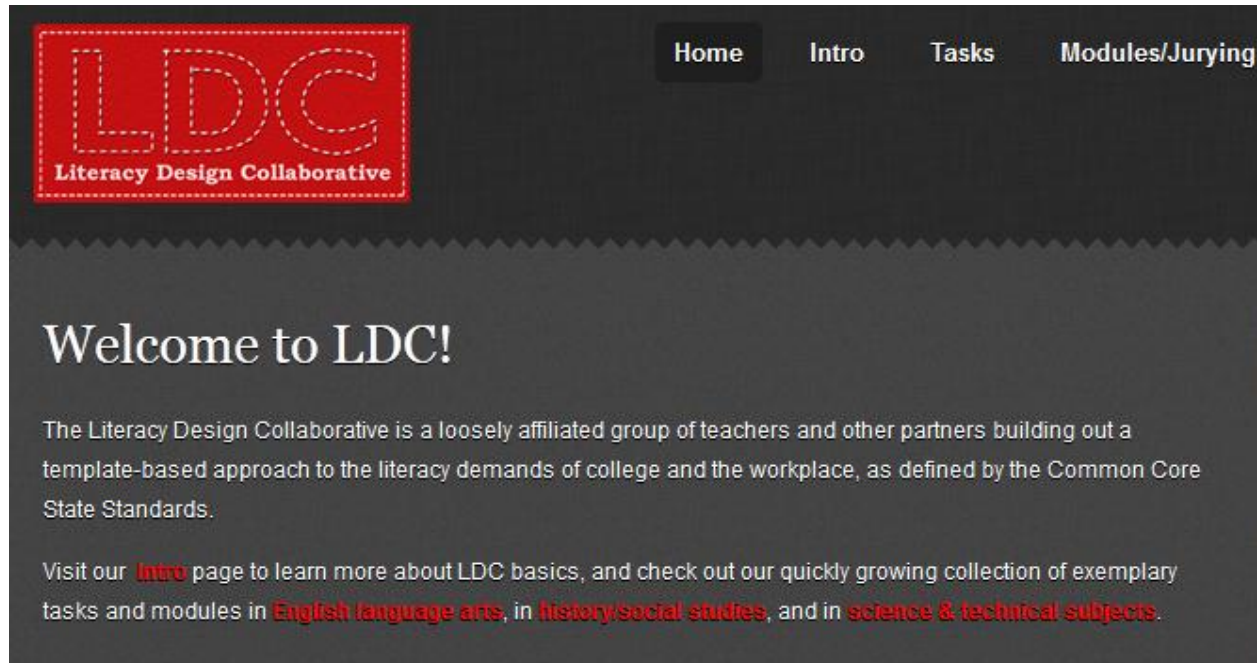 LDC
Literacy Design Collaborative
Home Intro Tasks Modules/Jurying
Welcome to LDC!
The Literacy Design Collaborative is a loosely affiliated group of teachers and other partners building out a
template-based approach to the literacy demands of college and the workplace, as defined by the Common Core
State Standards.
Visit our Intro page to learn more about LDC basics, and check out our quickly growing collection of exemplary
tasks and modules in English language arts, in history/social studies, and in science & technical subjects.